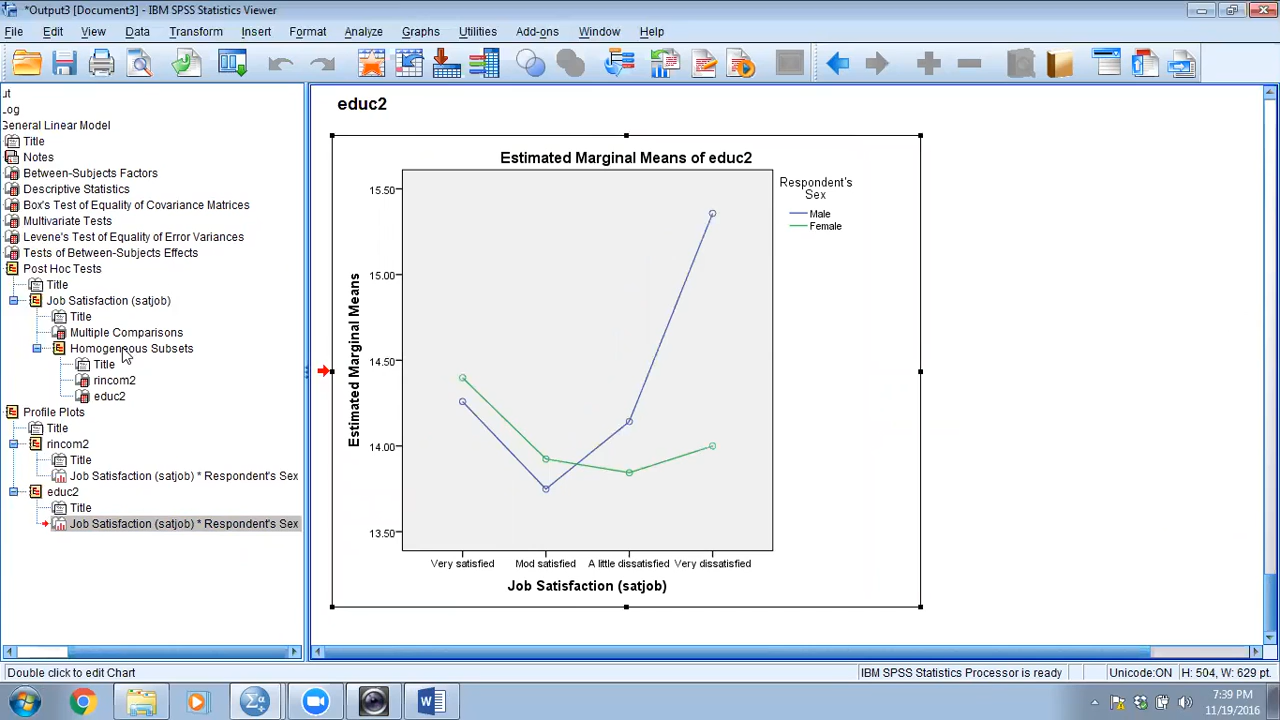 *Output3 [Document3] - IBM SPSS Statistics Viewer
File Edit View Data Transform Insert Format Analyze Graphs Utilities Add-ons Window Help
ut
Log
General Linear Model
Title
Notes
Between-Subjects Factors
Descriptive Statistics
Box's Test of Equality of Covariance Matrices
Multivariate Tests
Levene's Test of Equality of Error Variances
Tests of Between-Subjects Effects
Post Hoc Tests
Title
Job Satisfaction (satjob)
Title
Multiple Comparisons
Homogeneous Subsets
Title
rincom2
educ2
Profile Plots
Title
rincom2
Title
Job Satisfaction (satjob) * Respondent's Sex
educ2
Title
Job Satisfaction (satjob) * Respondent's Sex
educ2
Estimated Marginal Means of educ2
Respondent's
Sex
Male
Female
Estimated Marginal Means
15.50
15.00
14.50
14.00
13.50
Very satisfied Mod satisfied A little dissatisfied Very dissatisfied
Job Satisfaction (satjob)
Double click to edit Chart
IBM SPSS Statistics Processor is ready
Unicode:ON H: 504, W: 629 pt.
7:39 PM
11/19/2016